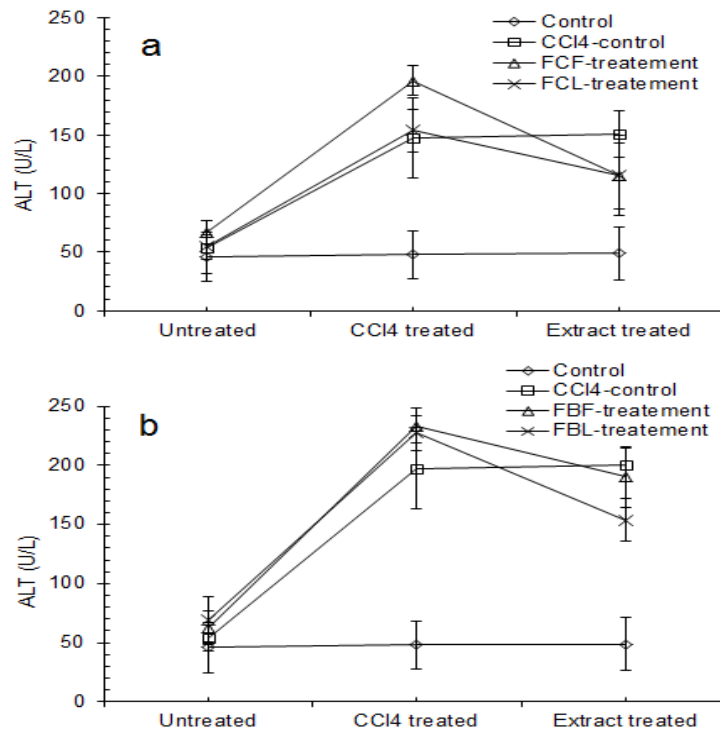 a
Control
CCl4-control
FCF-treatement
FCL-treatement
250
200
150
100
50
0
ALT (U/L)
Untreated CCl4 treated Extract treated
b
Control
CCl4-control
FBF-treatement
FBL-treatement
250
200
150
100
50
0
ALT (U/L)
Untreated CCl4 treated Extract treated